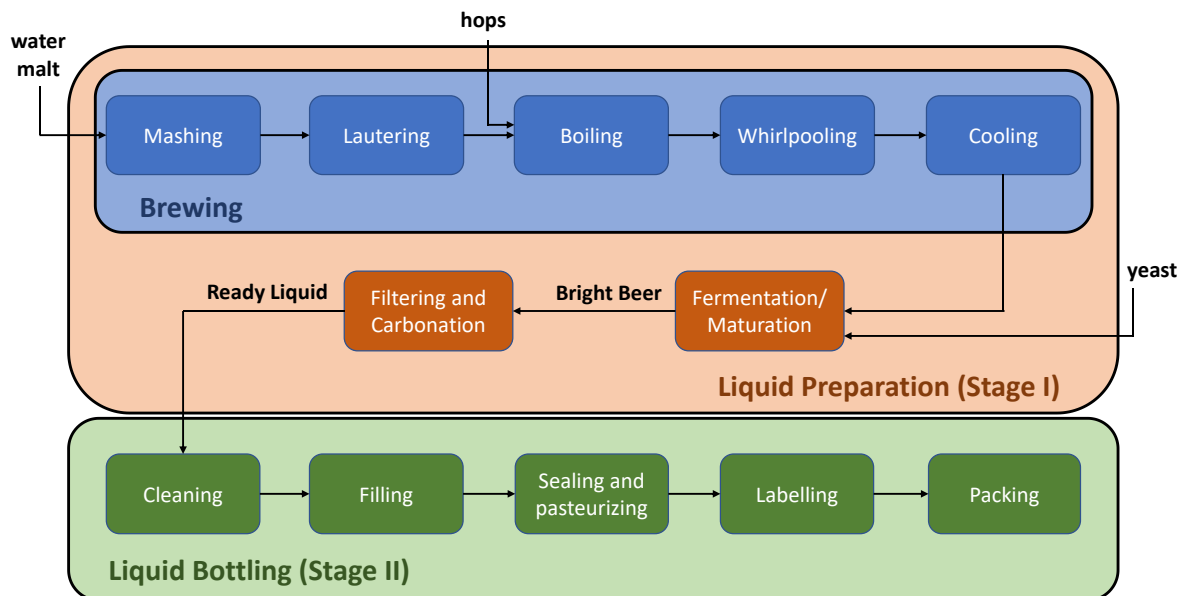 hops
water
malt
Mashing
Lautering
Boiling
Whirlpooling
Cooling
Brewing
yeast
Ready Liquid
Filtering and
Carbonation
Bright Beer
Fermentation/
Maturation
Liquid Preparation (Stage I)
Cleaning
Filling
Sealing and
pasteurizing
Labelling
Packing
Liquid Bottling (Stage II)